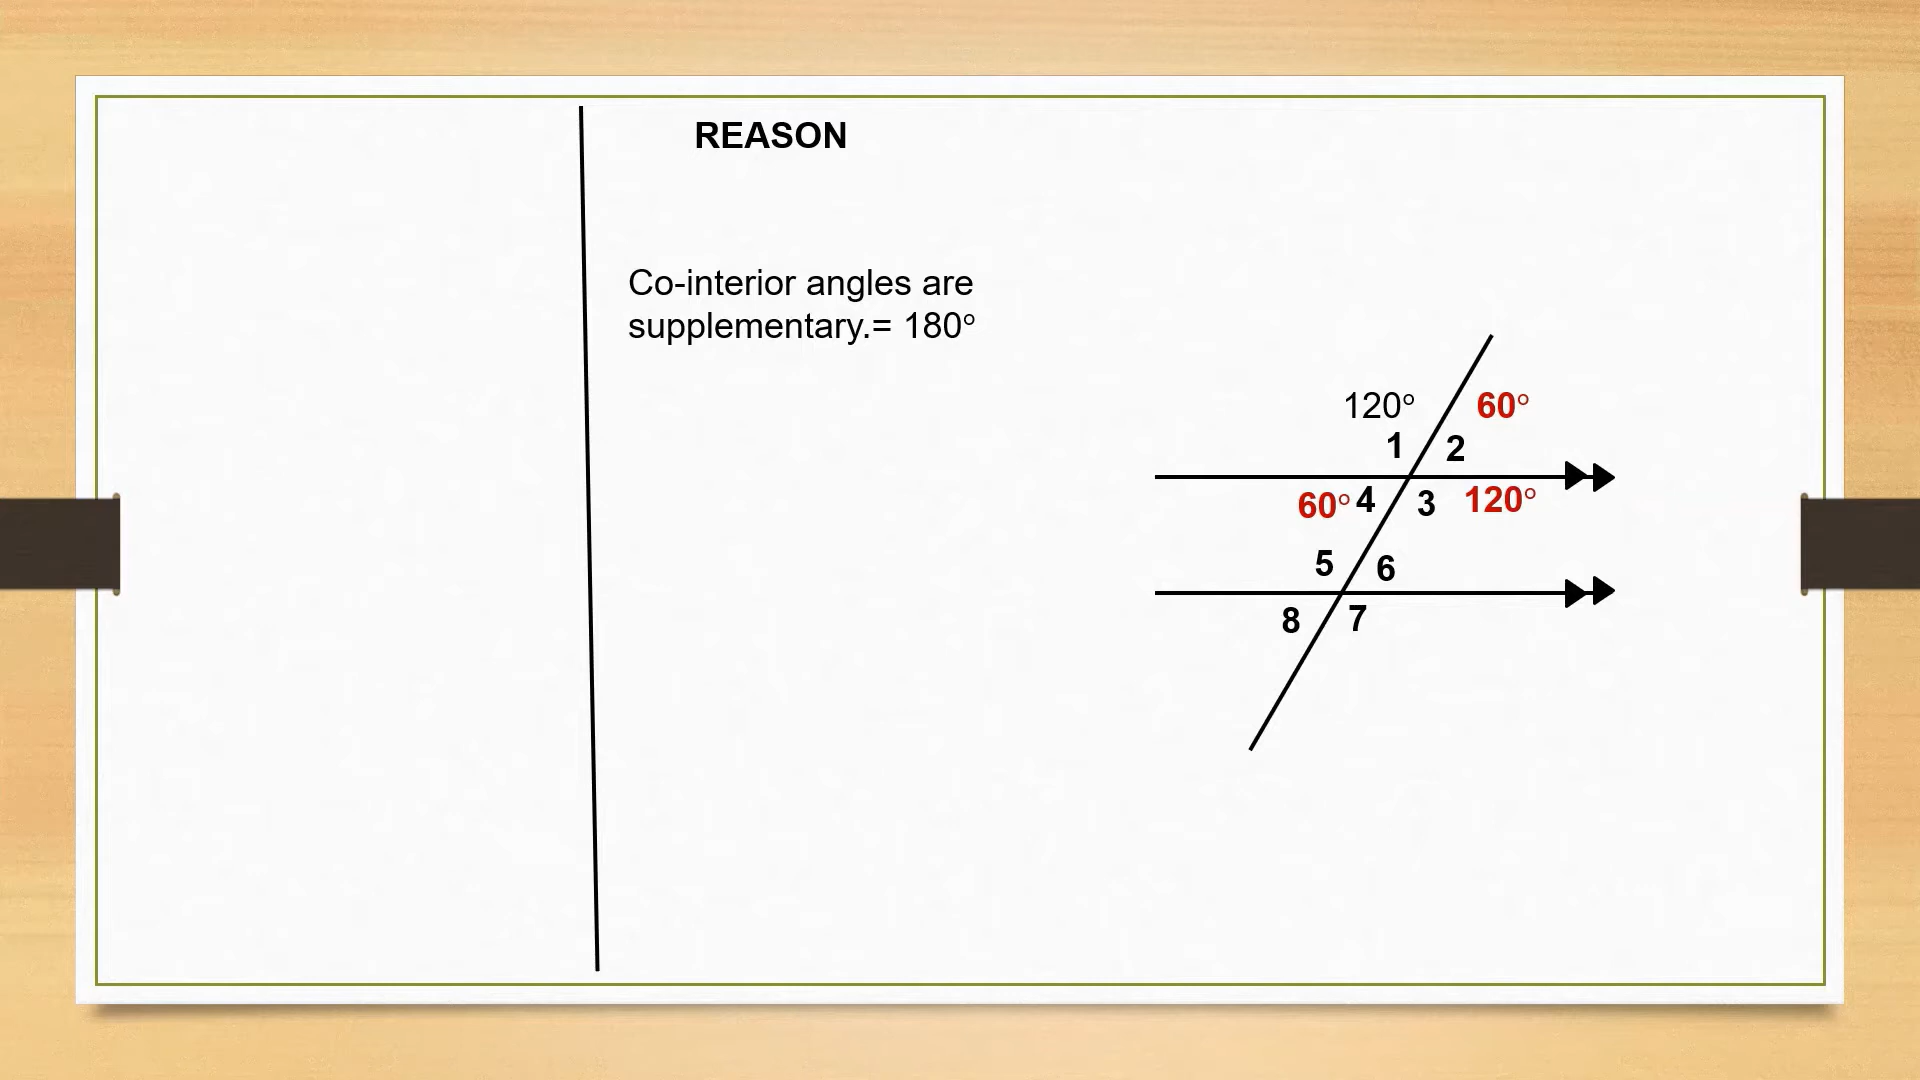 REASON
Co-interior angles are
supplementary.= 180°
120° 60°
1 2
60° 4 3 120°
5 6
8 7